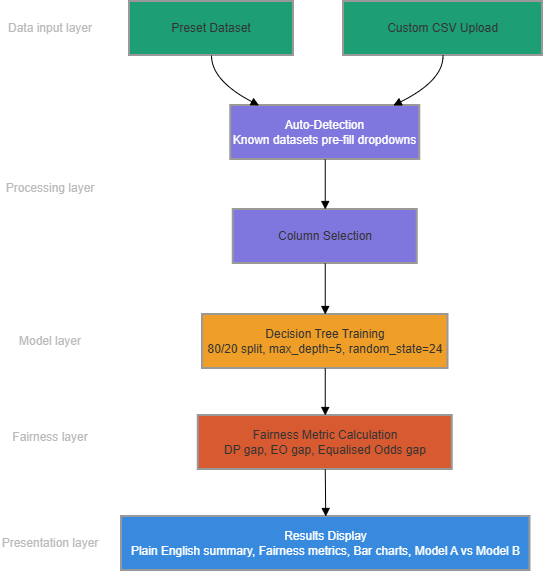 Data input layer
Preset Dataset
Custom CSV Upload
Auto-Detection
Known datasets pre-fill dropdowns
Processing layer
Column Selection
Model layer
Decision Tree Training
80/20 split, max_depth=5, random_state=24
Fairness layer
Fairness Metric Calculation
DP gap, EO gap, Equalised Odds gap
Presentation layer
Results Display
Plain English summary, Fairness metrics, Bar charts, Model A vs Model B